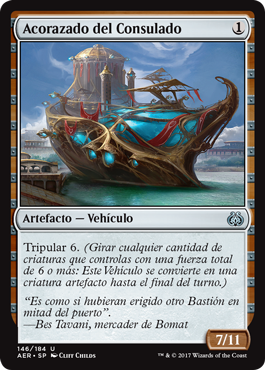 Acorazado del Consulado 1
Artefacto — Vehículo
Tripular 6. (Girar cualquier cantidad de
criaturas que controlas con una fuerza total
de 6 o más: Este Vehículo se convierte en una
criatura artefacto hasta el final del turno.)
“Es como si hubieran erigido otro Bastión en
mitad del puerto”.
—Bes Tavani, mercader de Bomat
7/11
146/184 U
AER • SP CLIFF CHILDS
™ & © 2017 Wizards of the Coast